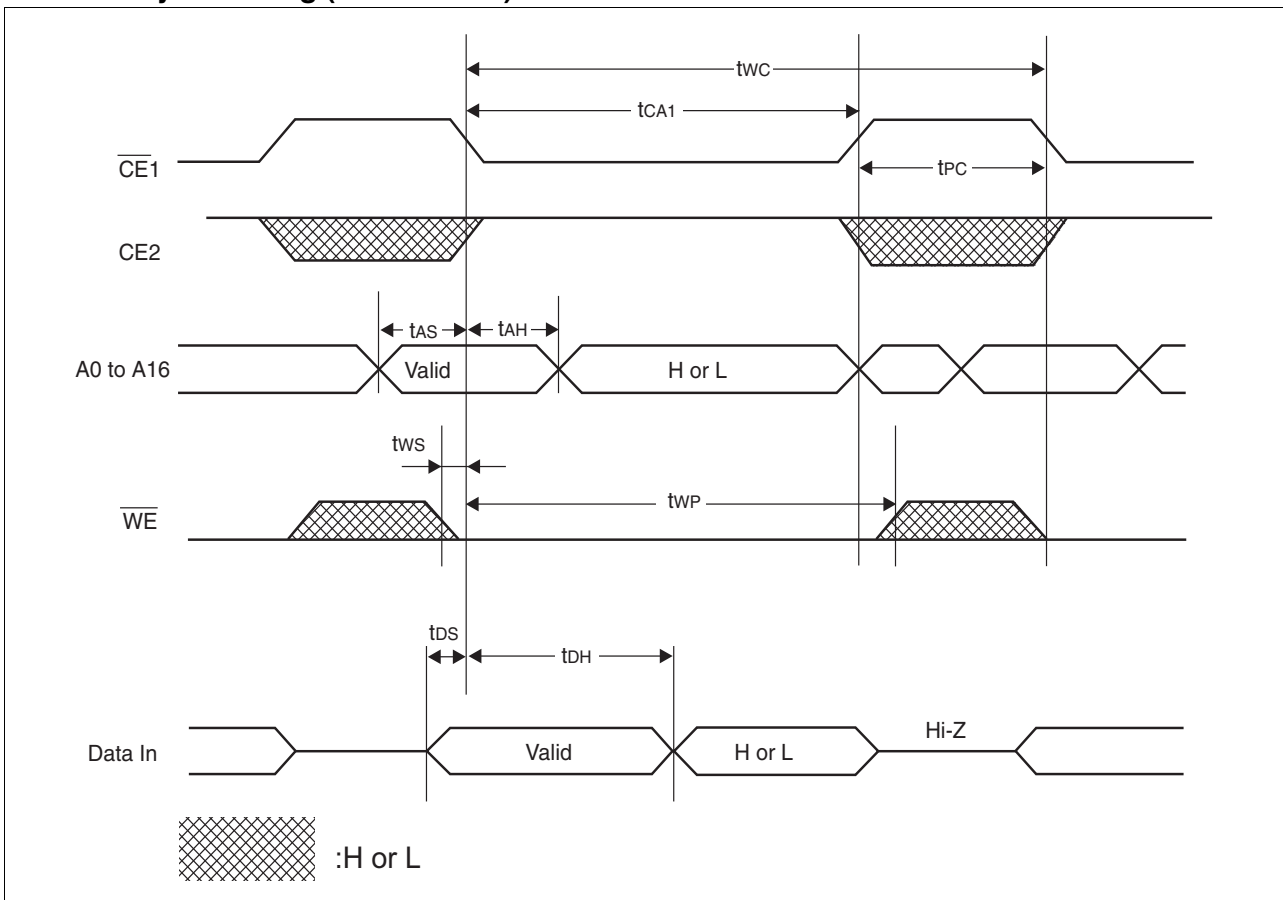 tWC
tCA1
CE1
tPC
CE2
tAS
tAH
A0 to A16
Valid
H or L
tWS
tWP
WE
tDS
tDH
Hi-Z
Data In
Valid
H or L
:H or L